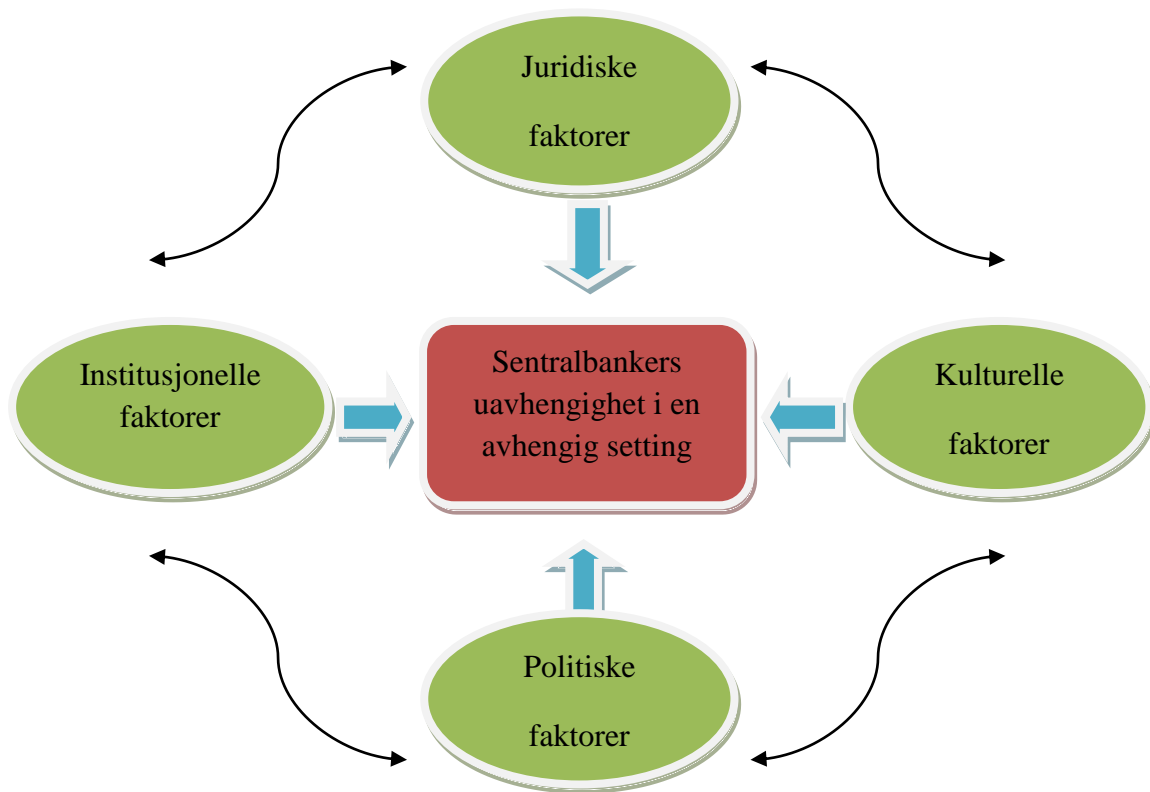 Juridiske
faktorer
Institusjonelle
faktorer
Sentralbankers
uavhengighet i en
avhengig setting
Kulturelle
faktorer
Politiske
faktorer